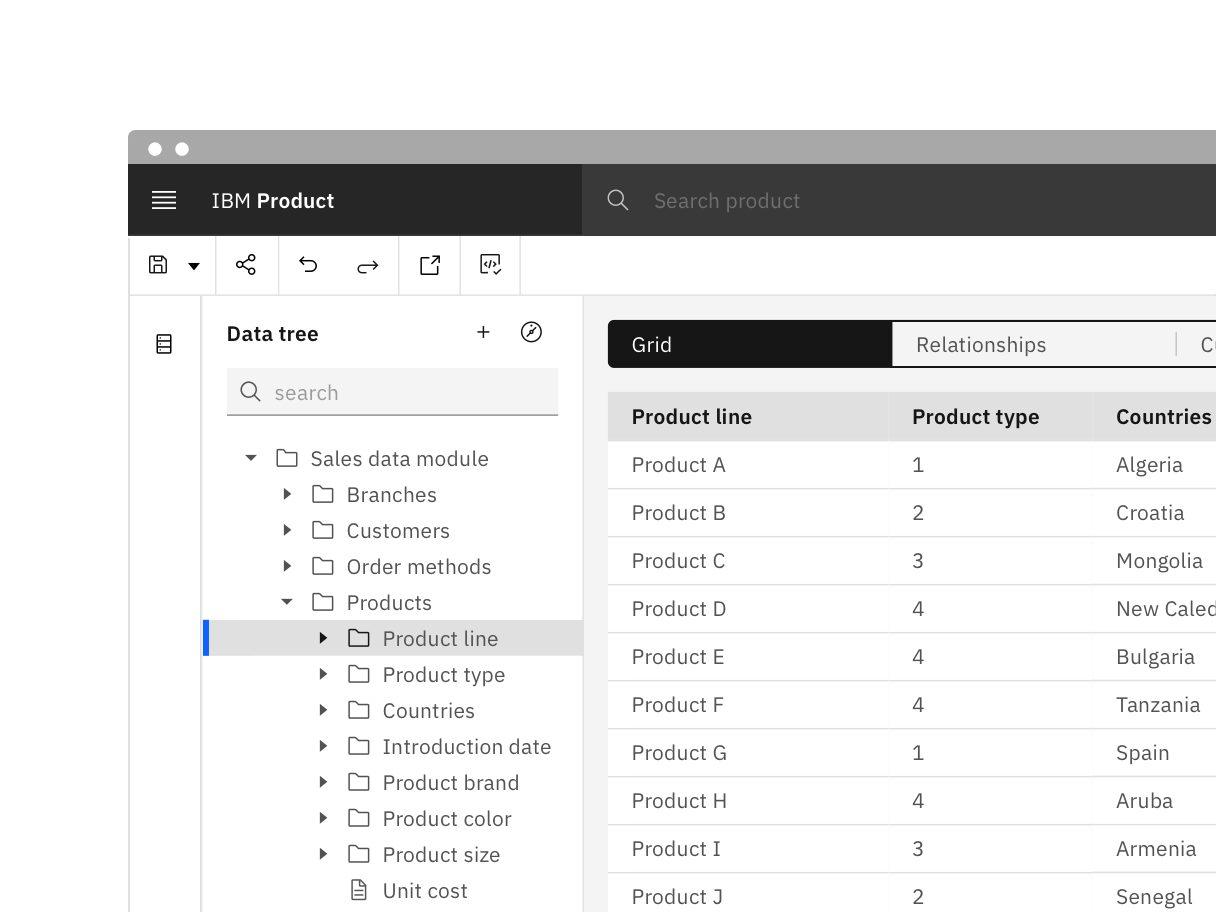 IBM Product
Search product
Data tree
search
Sales data module
Branches
Customers
Order methods
Products
Product line
Product type
Countries
Introduction date
Product brand
Product color
Product size
Unit cost
Grid Relationships
Product line Product type Countries
Product A 1 Algeria
Product B 2 Croatia
Product C 3 Mongolia
Product D 4 New
Product E 4 Bulgaria
Product F 4 Tanzania
Product G 1 Spain
Product H 4 Aruba
Product I 3 Armenia
Product J 2 Senegal